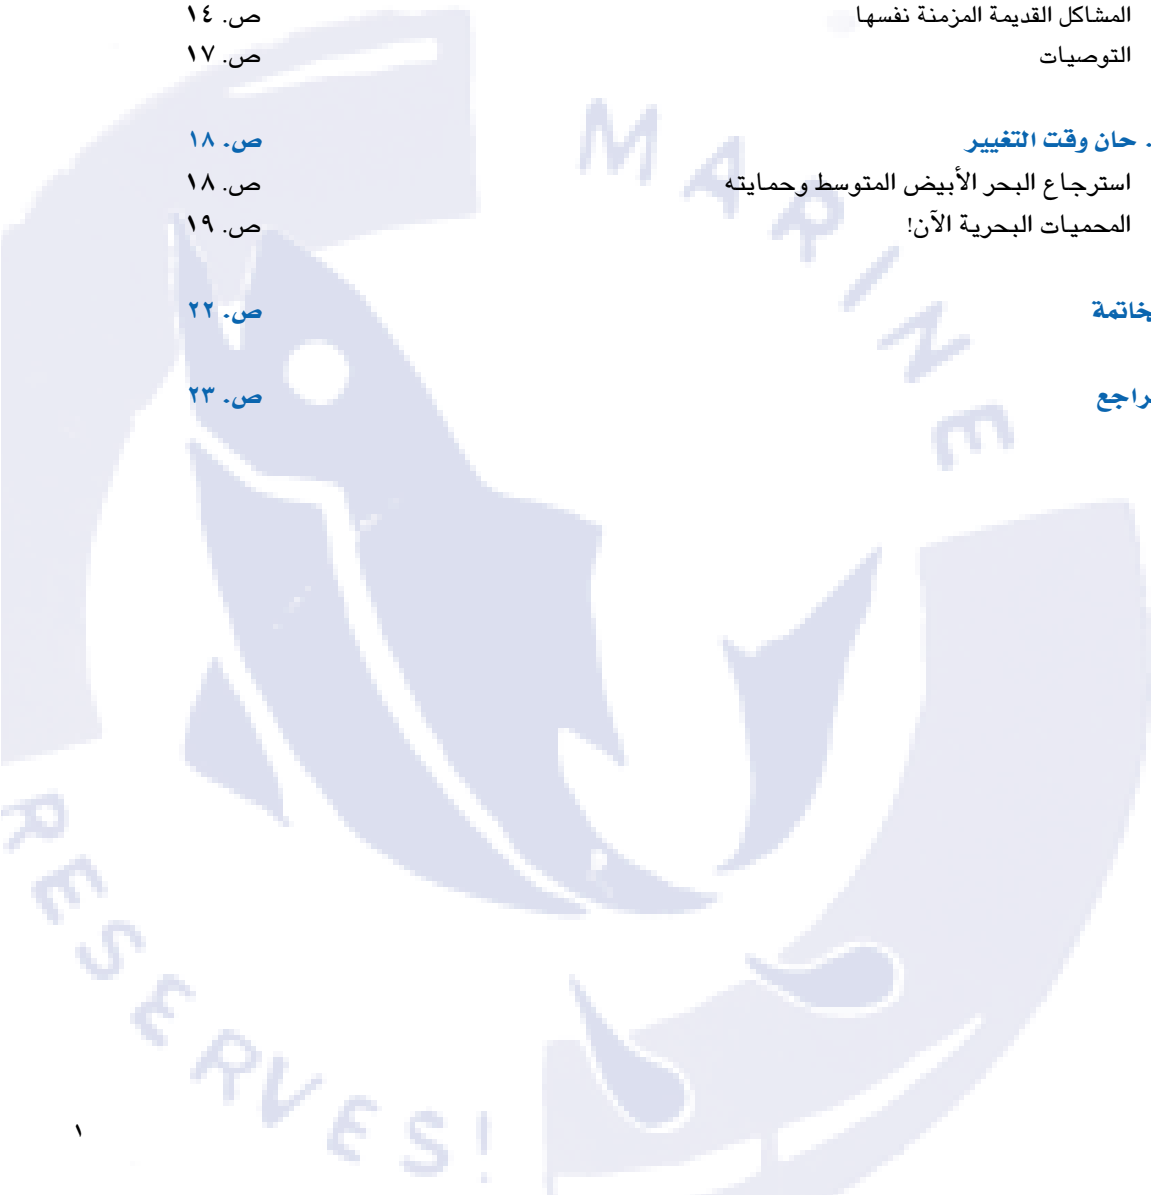 المشاكل القديمة المزمنة نفسها ص. ١٤
التوصيات ص. ١٧
. حان وقت التغيير ص. ١٨
استرجاع البحر الأبيض المتوسط وحمايته ص. ١٨
المحميات البحرية الآن! ص. ١٩
خاتمة ص. ٢٢
راجع ص. ٢٣
MARINE
RESERVES!
١